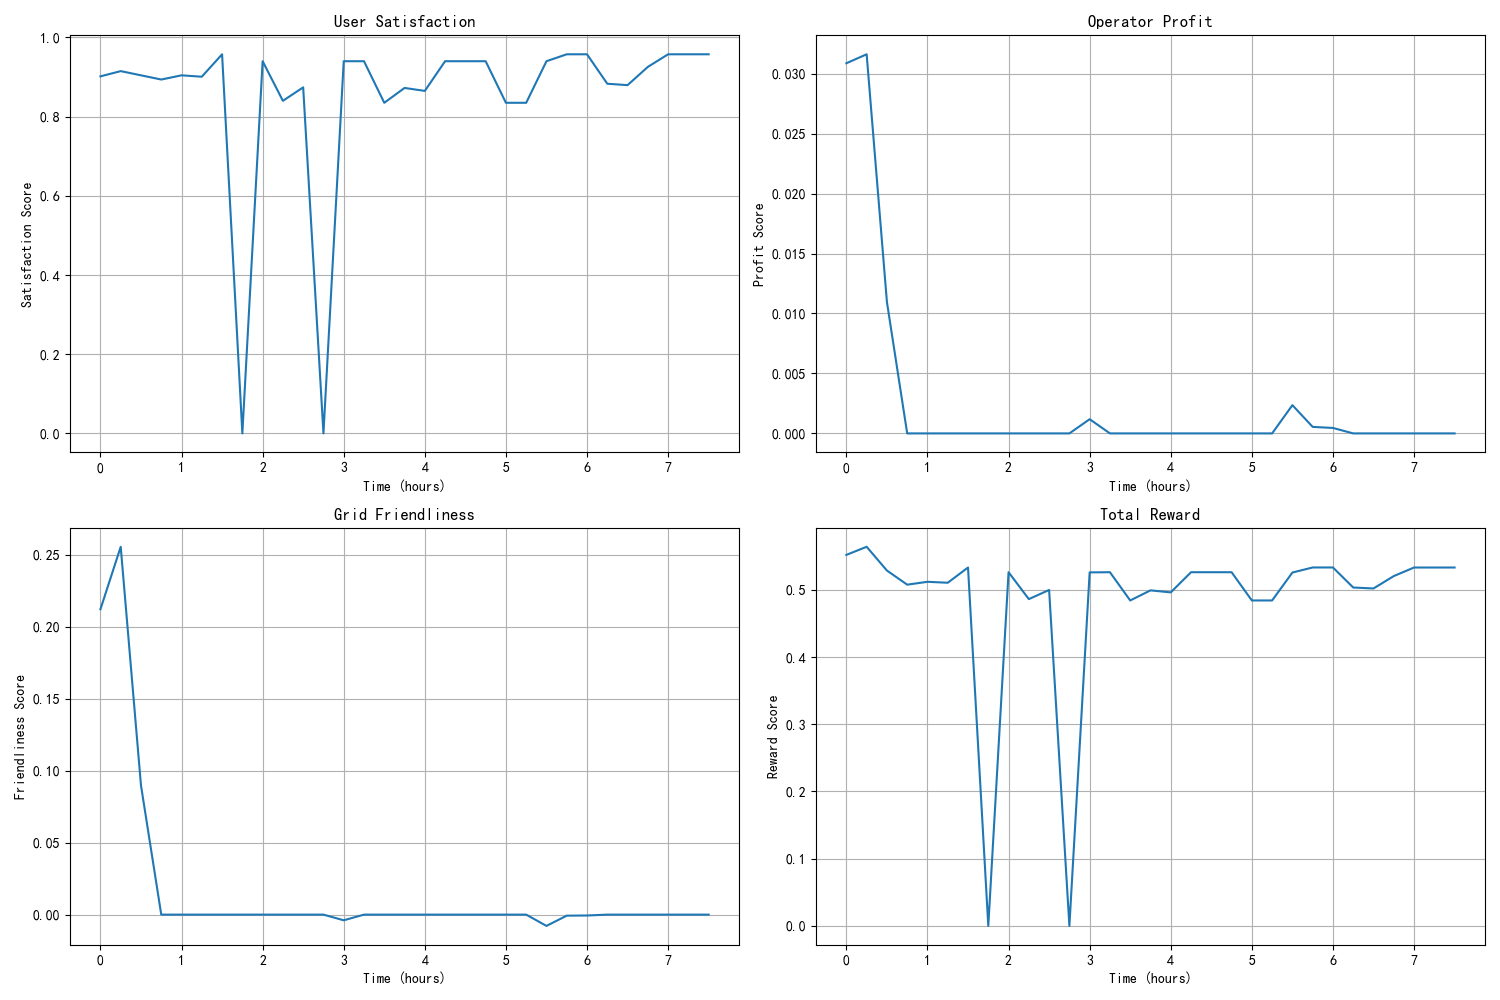 User Satisfaction
Satisfaction Score
1.0
0.8
0.6
0.4
0.2
0.0
0 1 2 3 4 5 6 7
Time (hours)
Operator Profit
Profit Score
0.030
0.025
0.020
0.015
0.010
0.005
0.000
0 1 2 3 4 5 6 7
Time (hours)
Grid Friendliness
Friendliness Score
0.25
0.20
0.15
0.10
0.05
0.00
0 1 2 3 4 5 6 7
Time (hours)
Total Reward
Reward Score
0.5
0.4
0.3
0.2
0.1
0.0
0 1 2 3 4 5 6 7
Time (hours)